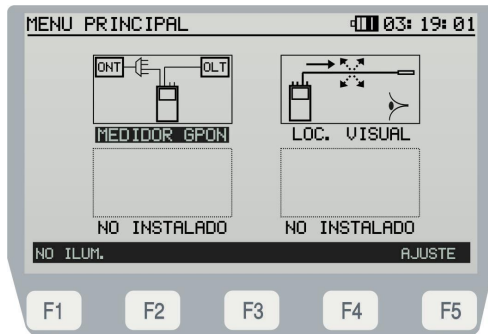 MENU PRINCIPAL 03: 19: 01
ONT OLT
MEDIDOR GPON LOC. VISUAL
NO INSTALADO NO INSTALADO
NO ILUM. AJUSTE
F1 F2 F3 F4 F5